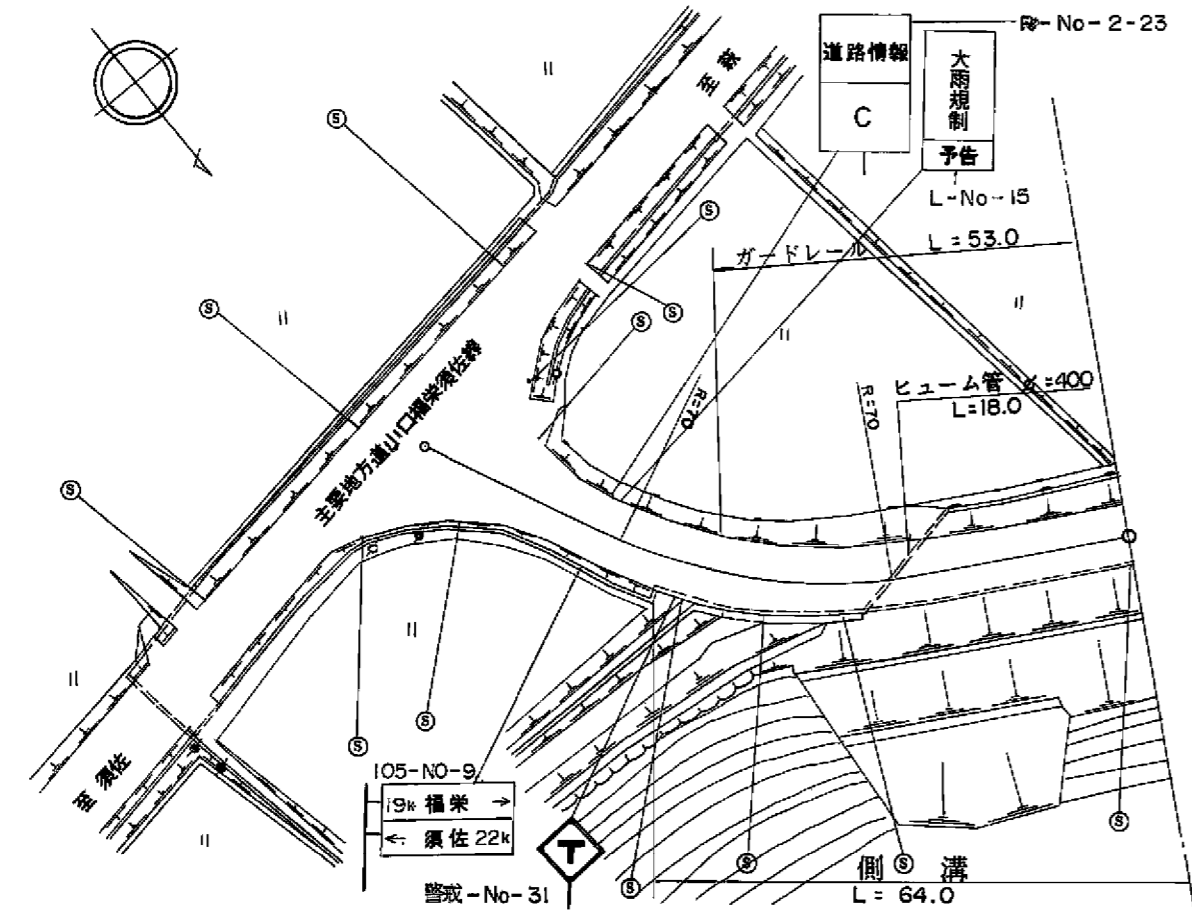 R-No-2-23
道路情報
C
大雨規制
予告
L-No-15
至萩
ガードレール
L=53.0
ヒューム管 φ=400
L=18.0
R=70
R=70
主要地方道山口福栄須佐線
至須佐
105-NO-9
19k 福栄 →
← 須佐 22k
警戒-No-31
側溝
L=64.0
S
S
S
S
S
S
S
S
S
S
S
S
S